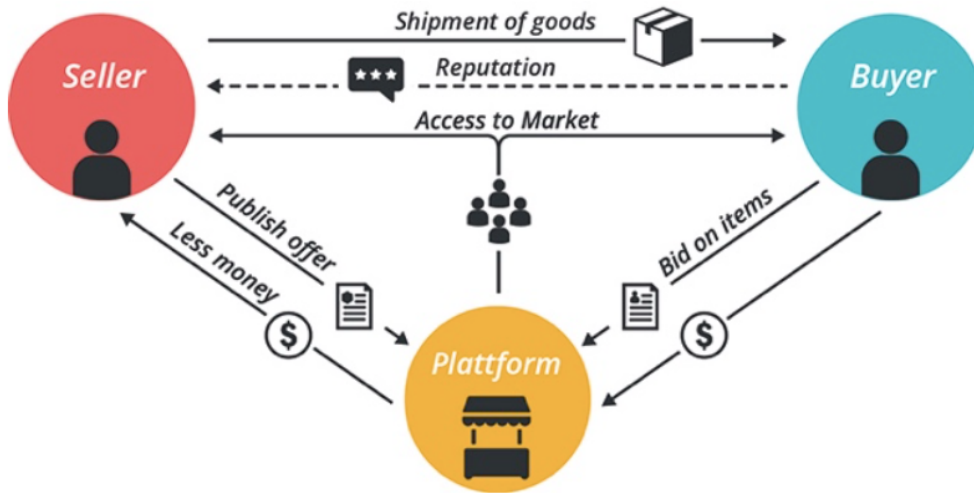 Shipment of goods
Seller
Reputation
Buyer
Access to Market
Publish offer
Less money
Bid on items
$
$
Plattform